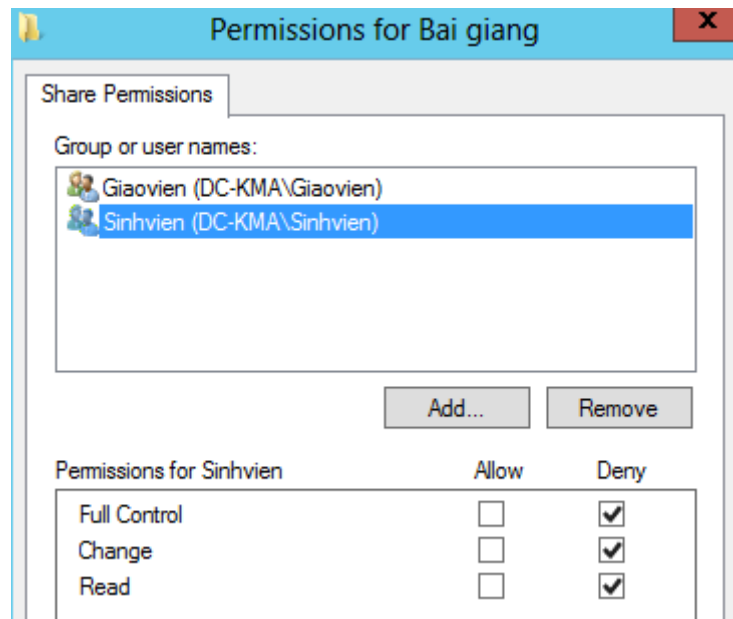 Permissions for Bai giang
x
Share Permissions
Group or user names:
Giaovien (DC-KMA\Giaovien)
Sinhvien (DC-KMA\Sinhvien)
Add... Remove
Permissions for Sinhvien Allow Deny
Full Control
Change
Read